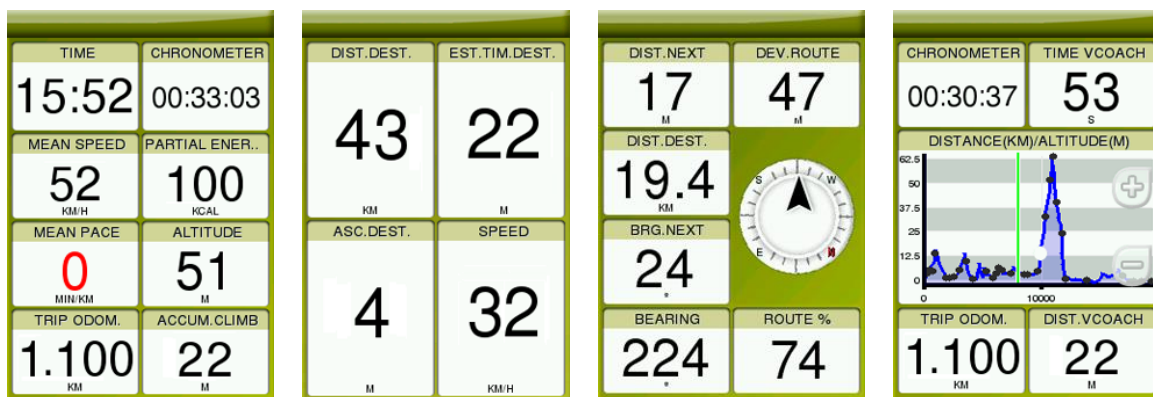 TIME CHRONOMETER
15:52 00:33:03
MEAN SPEED PARTIAL ENER..
52 100
KM/H KCAL
MEAN PACE ALTITUDE
0 51
MIN/KM M
TRIP ODOM. ACCUM.CLIMB
1.100 22
KM M
DIST.DEST. EST.TIM.DEST.
43 22
KM M
ASC.DEST. SPEED
4 32
M KM/H
DIST.NEXT DEV.ROUTE
17 47
M M
DIST.DEST.
19.4
KM
S W
E N
BRG.NEXT
24
°
BEARING ROUTE %
224 74
°
CHRONOMETER TIME VCOACH
00:30:37 53
S
DISTANCE(KM)/ALTITUDE(M)
62.5
50
37.5
25
12.5
0
0 10000
TRIP ODOM. DIST.VCOACH
1.100 22
KM M